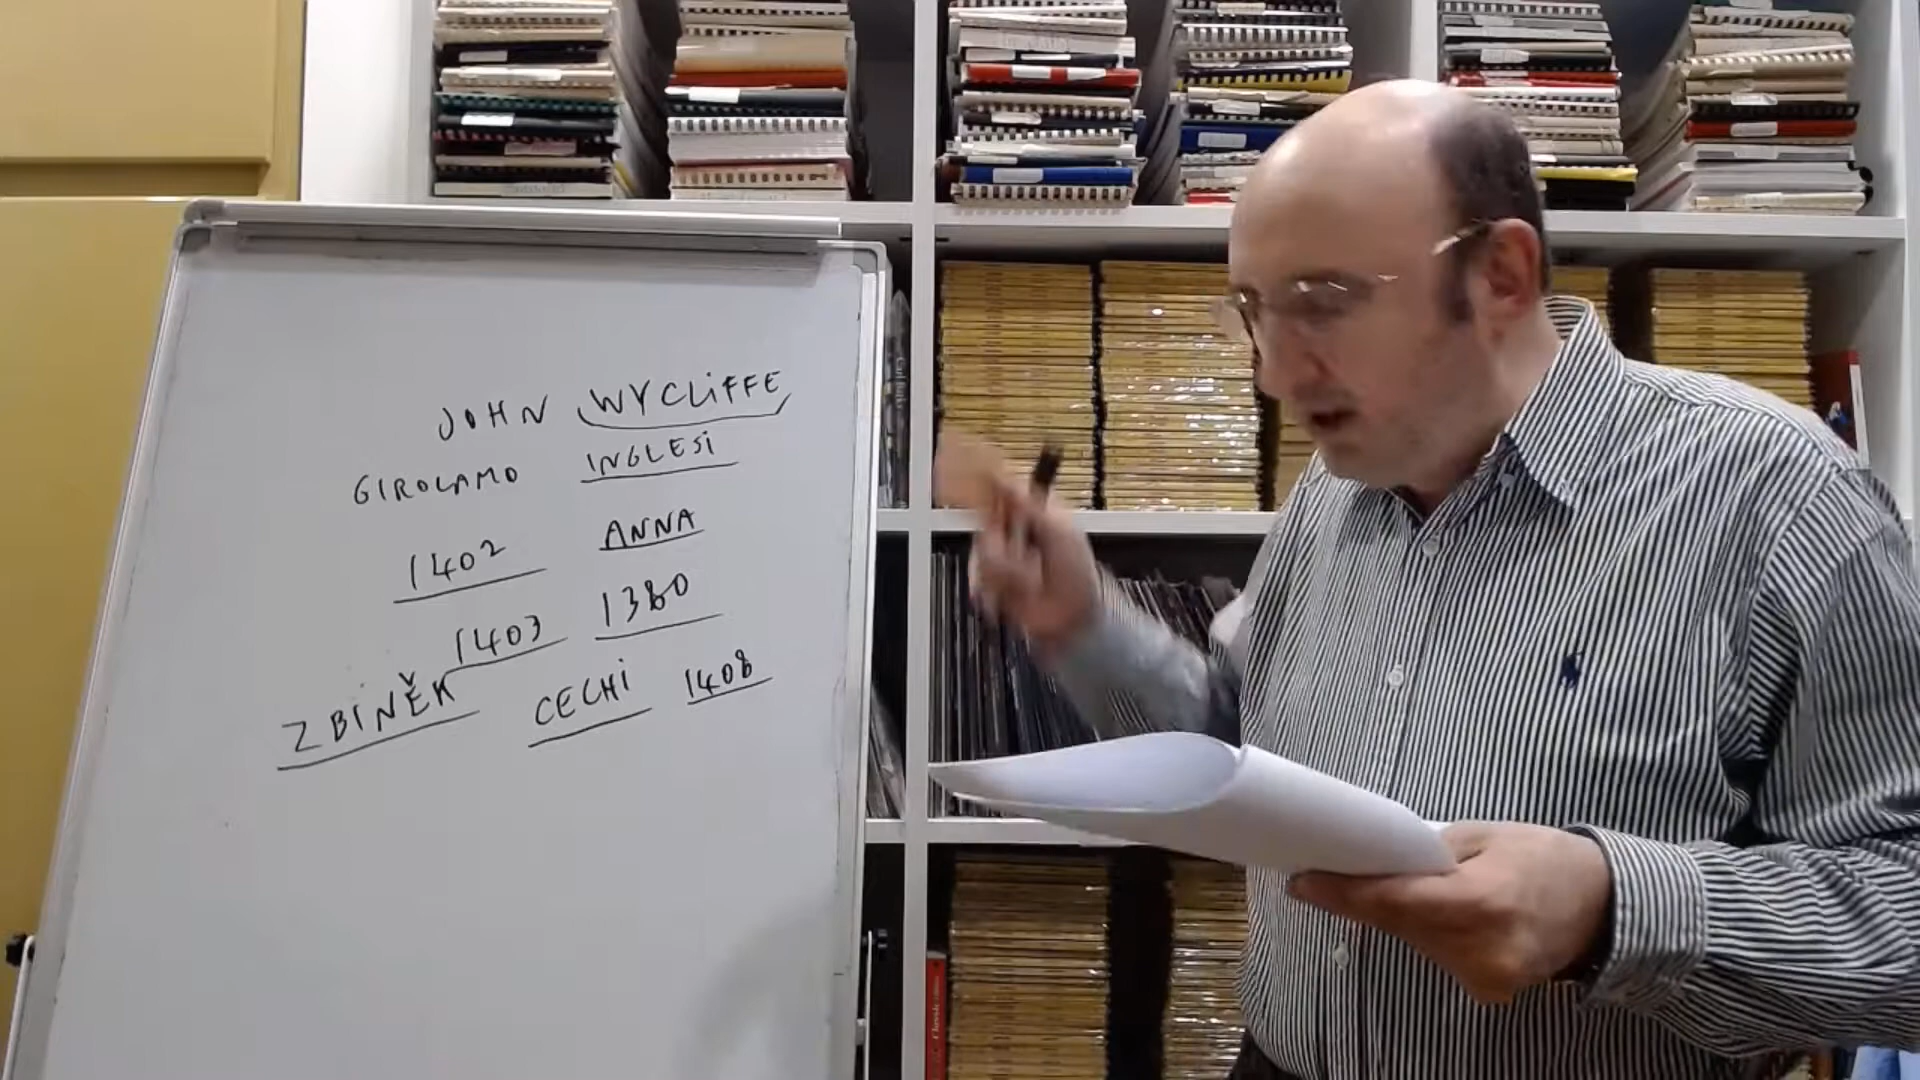 JOHN WYCLIFFE
GIROLAMO INGLESI
1402 ANNA
1403 1380
ZBINĚK CECHI 1408